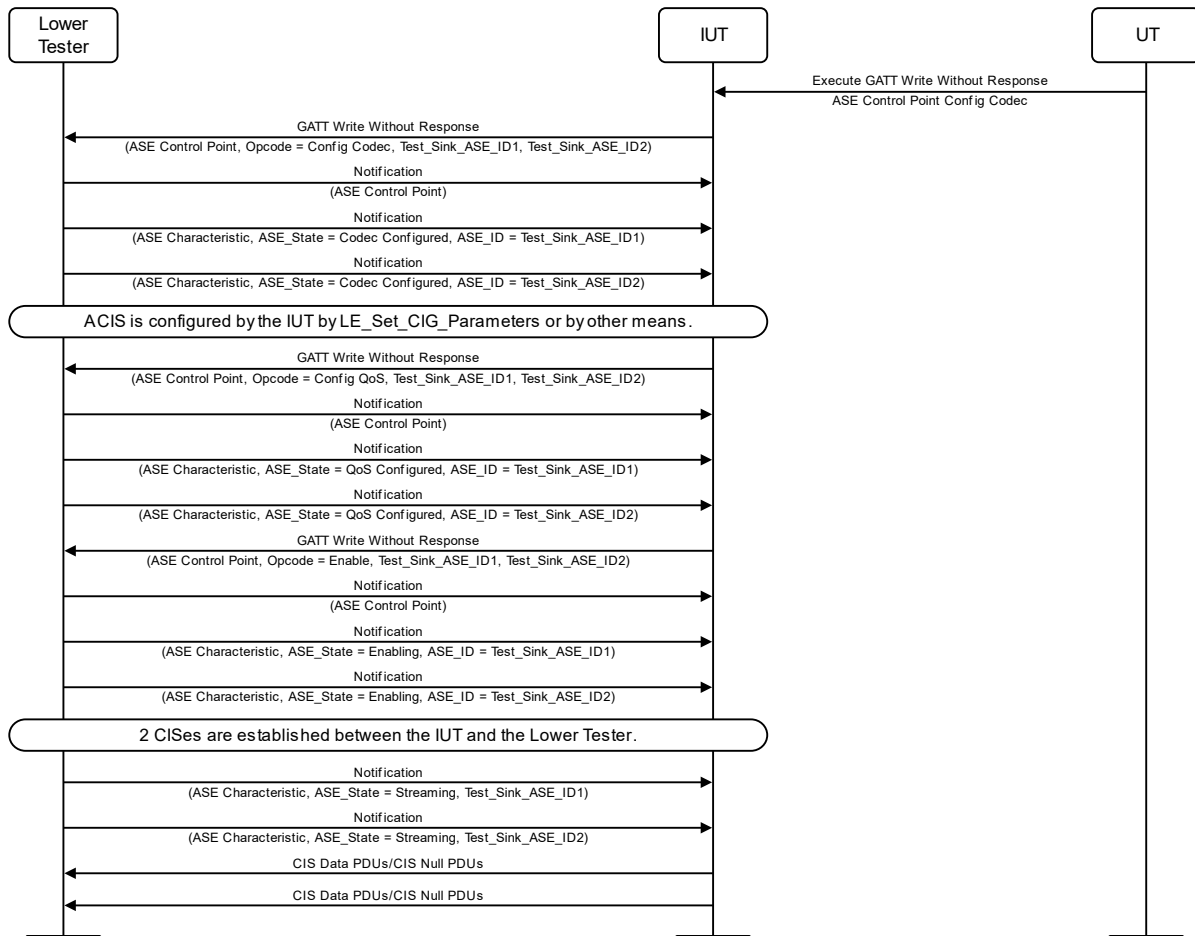 Lower
Tester
IUT
UT
Execute GATT Write Without Response
ASE Control Point Config Codec
GATT Write Without Response
(ASE Control Point, Opcode = Config Codec, Test_Sink_ASE_ID1, Test_Sink_ASE_ID2)
Notification
(ASE Control Point)
Notification
(ASE Characteristic, ASE_State = Codec Configured, ASE_ID = Test_Sink_ASE_ID1)
Notification
(ASE Characteristic, ASE_State = Codec Configured, ASE_ID = Test_Sink_ASE_ID2)
A CIS is configured by the IUT by LE_Set_CIG_Parameters or by other means.
GATT Write Without Response
(ASE Control Point, Opcode = Config QoS, Test_Sink_ASE_ID1, Test_Sink_ASE_ID2)
Notification
(ASE Control Point)
Notification
(ASE Characteristic, ASE_State = QoS Configured, ASE_ID = Test_Sink_ASE_ID1)
Notification
(ASE Characteristic, ASE_State = QoS Configured, ASE_ID = Test_Sink_ASE_ID2)
GATT Write Without Response
(ASE Control Point, Opcode = Enable, Test_Sink_ASE_ID1, Test_Sink_ASE_ID2)
Notification
(ASE Control Point)
Notification
(ASE Characteristic, ASE_State = Enabling, ASE_ID = Test_Sink_ASE_ID1)
Notification
(ASE Characteristic, ASE_State = Enabling, ASE_ID = Test_Sink_ASE_ID2)
2 CISes are established between the IUT and the Lower Tester.
Notification
(ASE Characteristic, ASE_State = Streaming, Test_Sink_ASE_ID1)
Notification
(ASE Characteristic, ASE_State = Streaming, Test_Sink_ASE_ID2)
CIS Data PDUs/CIS Null PDUs
CIS Data PDUs/CIS Null PDUs